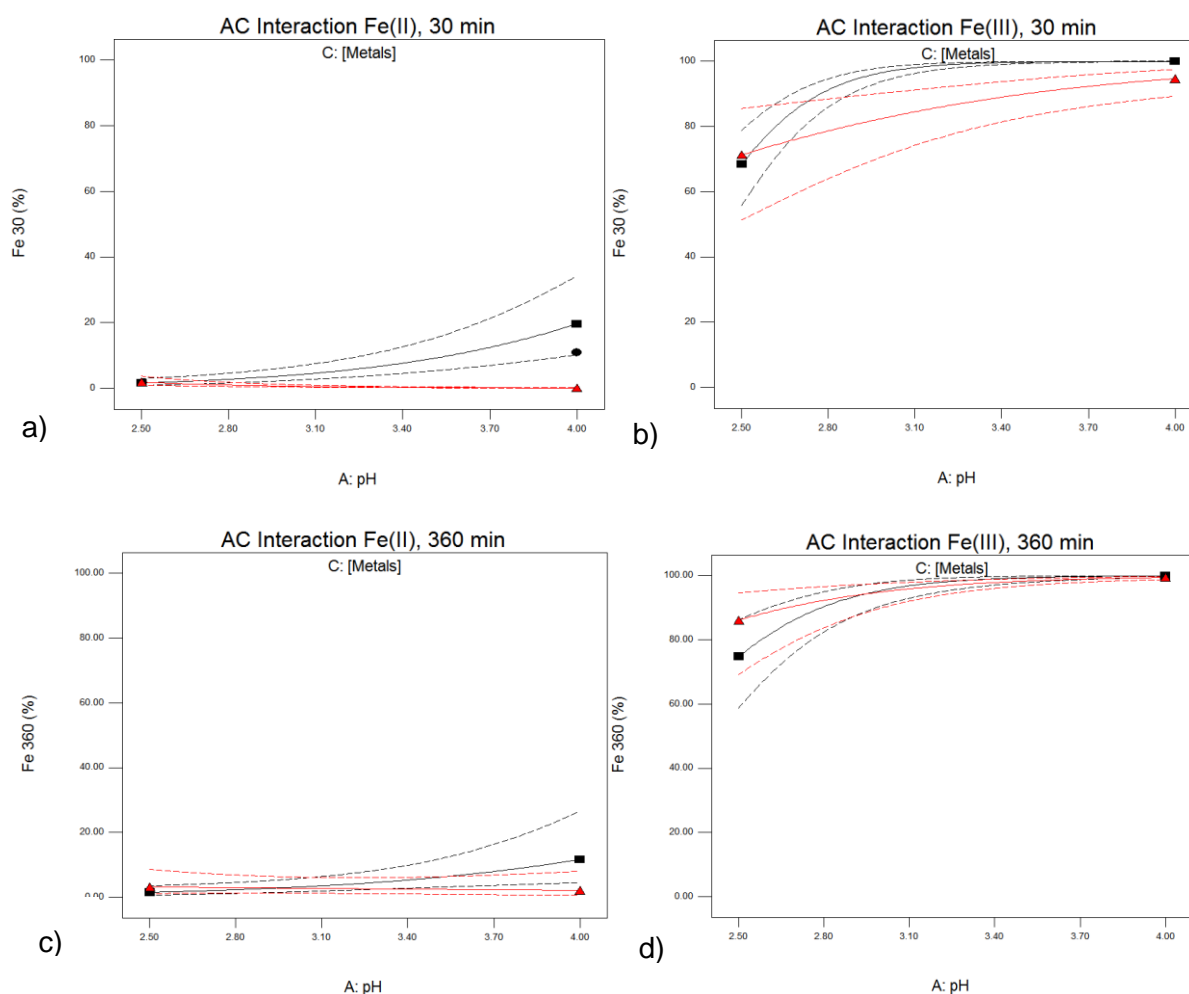 AC Interaction Fe(II), 30 min
C: [Metals]
100
80
60
40
20
0
Fe 30 (%)
2.50 2.80 3.10 3.40 3.70 4.00
A: pH
a)
AC Interaction Fe(III), 30 min
C: [Metals]
100
80
60
40
20
0
Fe 30 (%)
2.50 2.80 3.10 3.40 3.70 4.00
A: pH
b)
AC Interaction Fe(II), 360 min
C: [Metals]
100.00
80.00
60.00
40.00
20.00
0.00
Fe 360 (%)
2.50 2.80 3.10 3.40 3.70 4.00
A: pH
c)
AC Interaction Fe(III), 360 min
C: [Metals]
100.00
80.00
60.00
40.00
20.00
0.00
Fe 360 (%)
2.50 2.80 3.10 3.40 3.70 4.00
A: pH
d)